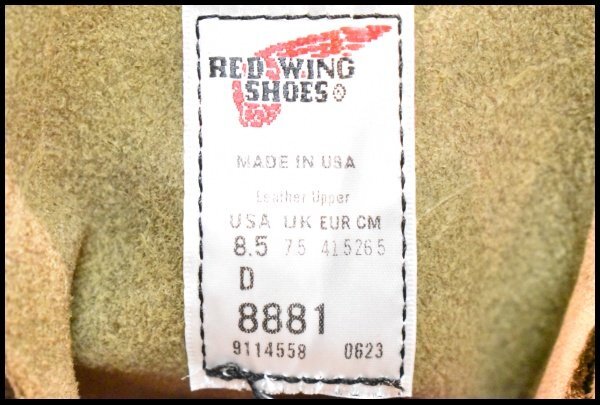 RED WING
SHOES®
MADE IN USA
Leather Upper
USA UK EUR CM
8.5 7.5 41.5 26.5
D
8881
9114558 0623